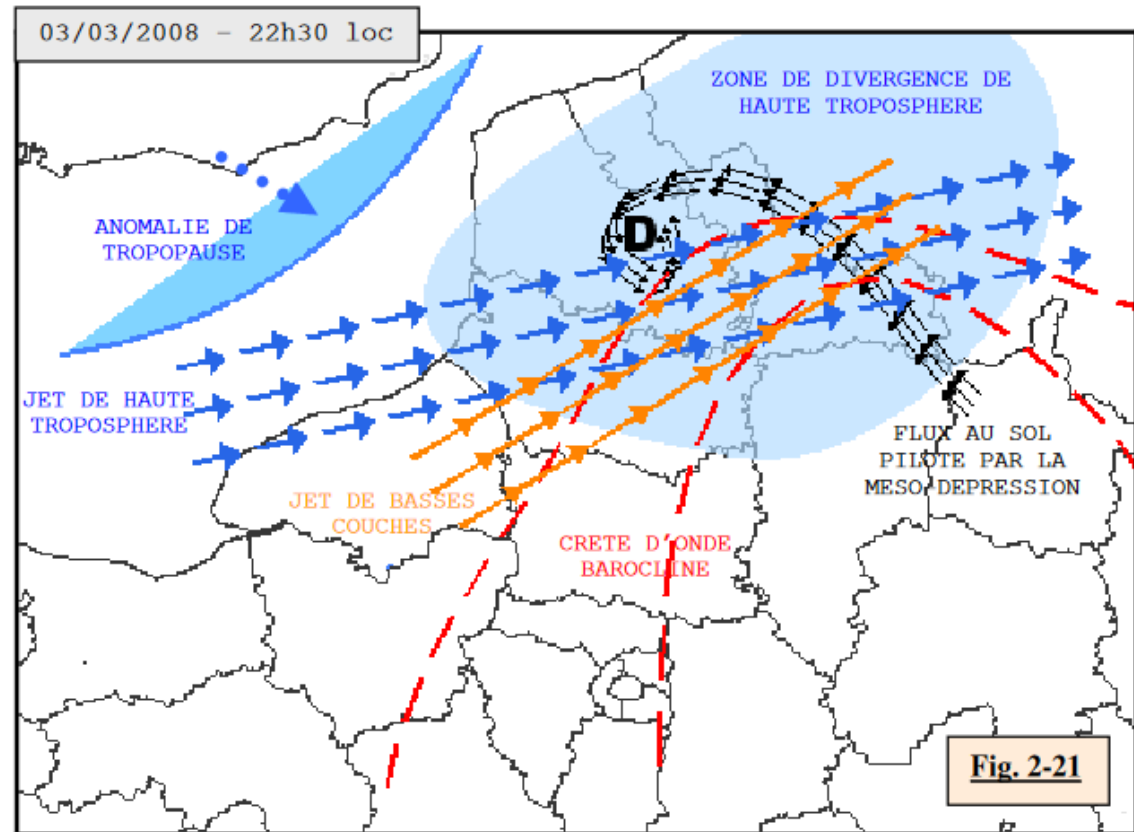 03/03/2008 – 22h30 loc
ZONE DE DIVERGENCE DE
HAUTE TROPOSPHERE
ANOMALIE DE
TROPOPAUSE
D
JET DE HAUTE
TROPOSPHERE
FLUX AU SOL
PILOTE PAR LA
MESO-DEPRESSION
JET DE BASSES
COUCHES
CRETE D'ONDE
BAROCLINE
Fig. 2-21